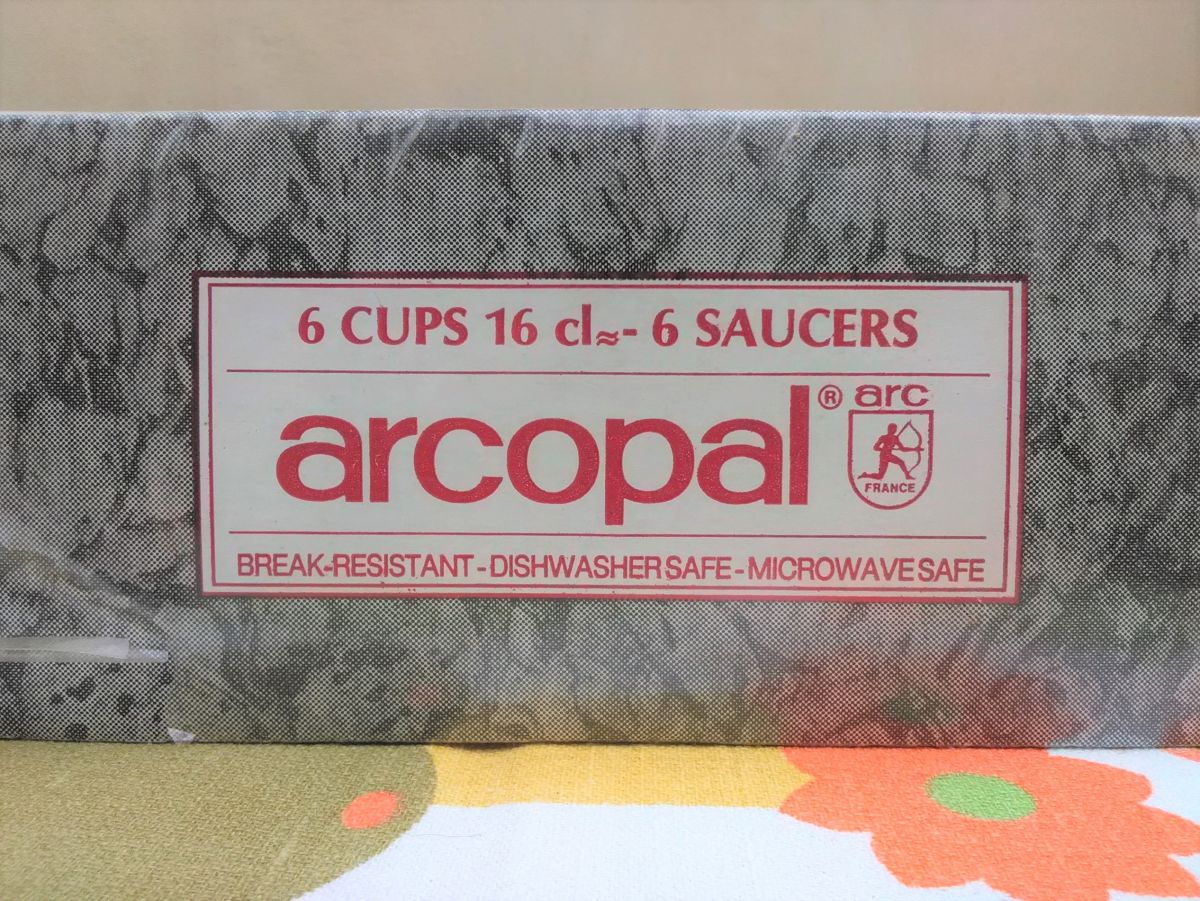 6 CUPS 16 cl≈- 6 SAUCERS
arcopal® arc
FRANCE
BREAK-RESISTANT - DISHWASHER SAFE - MICROWAVE SAFE